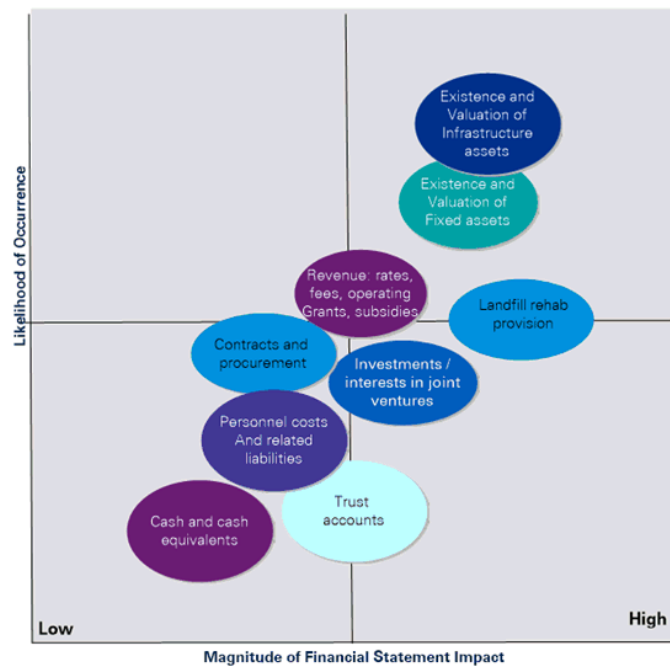 Existence and
Valuation of
Infrastructure
assets
Existence and
Valuation of
Fixed assets
Likelihood of Occurrence
Revenue: rates,
fees, operating
Grants, subsidies
Landfill rehab
provision
Contracts and
procurement
Investments /
interests in joint
ventures
Personnel costs
And related
liabilities
Trust
accounts
Cash and cash
equivalents
Low
High
Magnitude of Financial Statement Impact